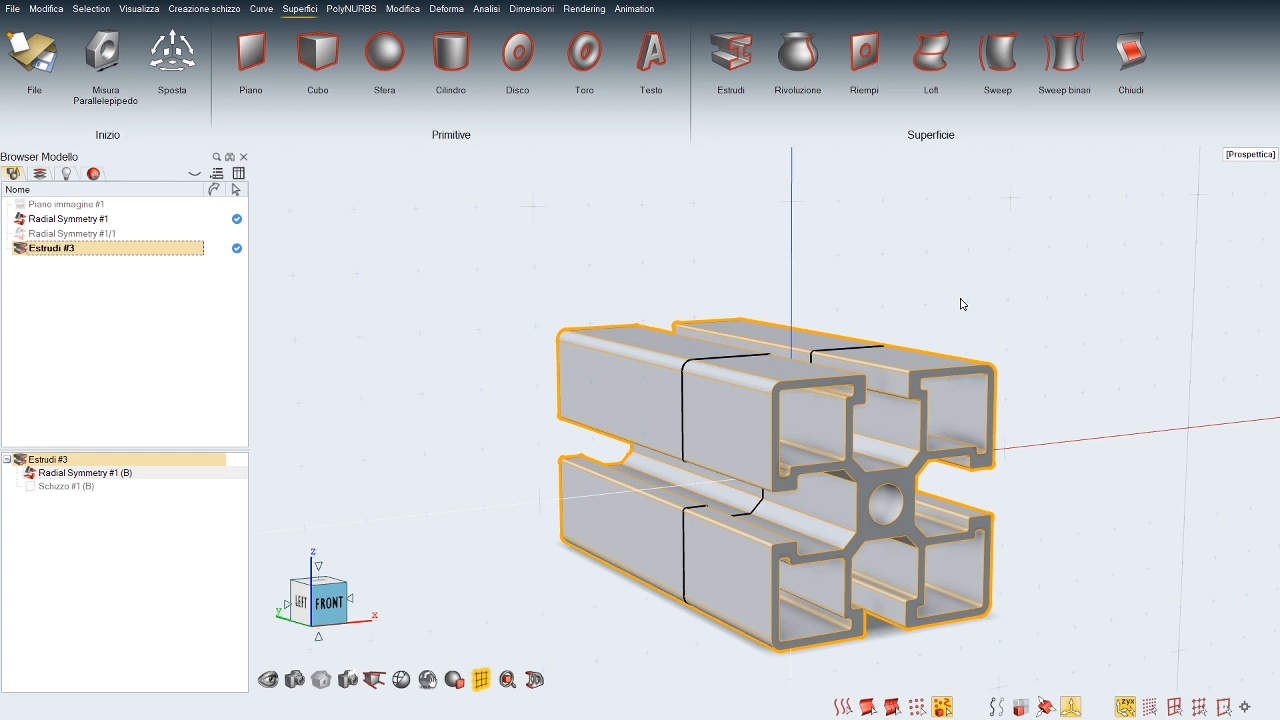 File Modifica Selection Visualizza Creazione schizzo Curve Superfici PolyNURBS Modifica Deforme Analisi Dimensioni Rendering Animation
File Misura Parallelepipedo Sposta
Inizio
Piano Cubo Sfera Cilindro Disco Toro Testo
Primitive
Estrudi Rivoluzione Riempi Loft Sweep Sweep binari Chiudi
Superficie
Browser Modello
Nome
Piano immagine #1
Radial Symmetry #1
Radial Symmetry #1/1
Estrudi #3
Estrudi #3
Radial Symmetry #1 (B)
Schizzo #1 (B)
[Prospettica]
z
LEFT FRONT
y x
zyx